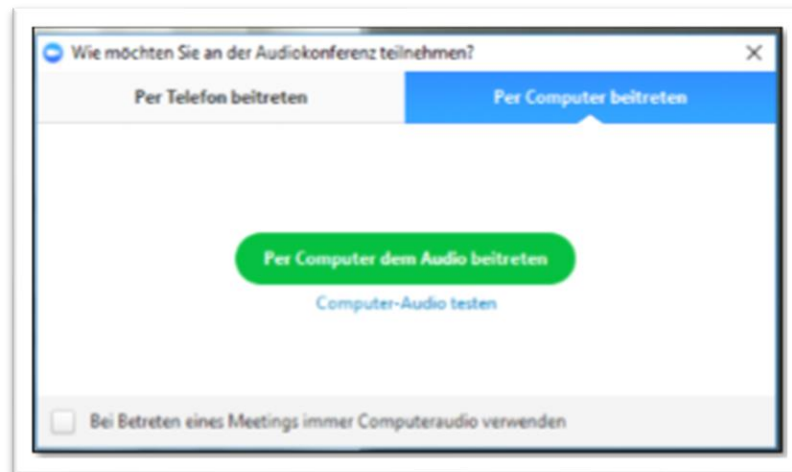 Wie möchten Sie an der Audiokonferenz teilnehmen?
Per Telefon beitreten
Per Computer beitreten
Per Computer dem Audio beitreten
Computer-Audio testen
Bei Betreten eines Meetings immer Computeraudio verwenden